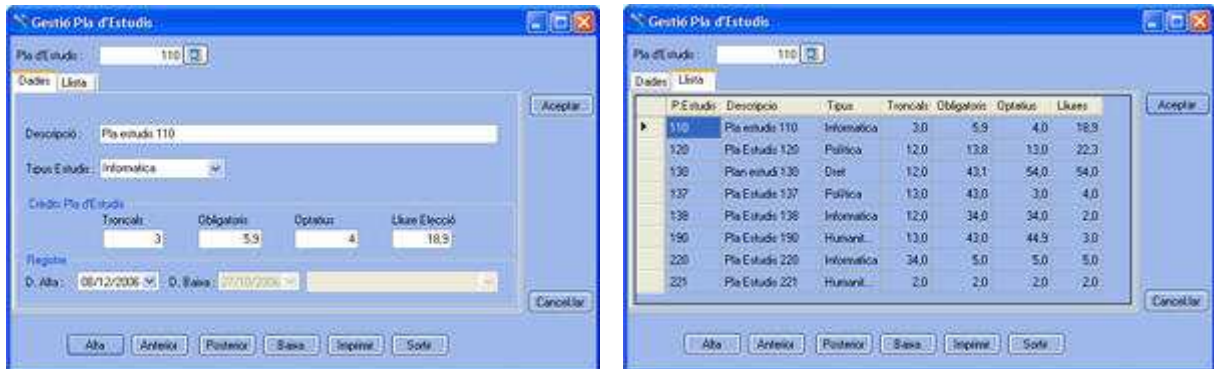 Gestió Pla d'Estudis
Pla d'Estudis : 110
Dades Llista
Aceptar
Descripció : Pla estudis 110
Tipus Estudis : Informatica
Crèdits Pla d'Estudis
Troncals Obligatoris Optatius Lliure Elecció
3 5,9 4 18,9
Registre
D. Alta : 08/12/2006 D. Baixa : 27/10/2006
Cancel.lar
Alta Anterior Posterior Baixa Imprimir Sortir
Gestió Pla d'Estudis
Pla d'Estudis : 110
Dades Llista
P.Estudis Descripcio Tipus Troncals Obligatoris Optatius Lliures
Aceptar
110 Pla estudis 110 Informatica 3,0 5,9 4,0 18,9
120 Pla Estudis 120 Politica 12,0 13,8 13,0 22,3
130 Plan estudi 130 Dret 12,0 43,1 54,0 54,0
137 Pla Estudis 137 Politica 13,0 43,0 3,0 4,0
138 Pla Estudis 138 Informatica 12,0 34,0 34,0 2,0
190 Pla Estudis 190 Humanit... 13,0 43,0 44,9 3,0
220 Pla Estudis 220 Informatica 34,0 5,0 5,0 5,0
221 Pla Estudis 221 Humanit... 2,0 2,0 2,0 2,0
Cancel.lar
Alta Anterior Posterior Baixa Imprimir Sortir